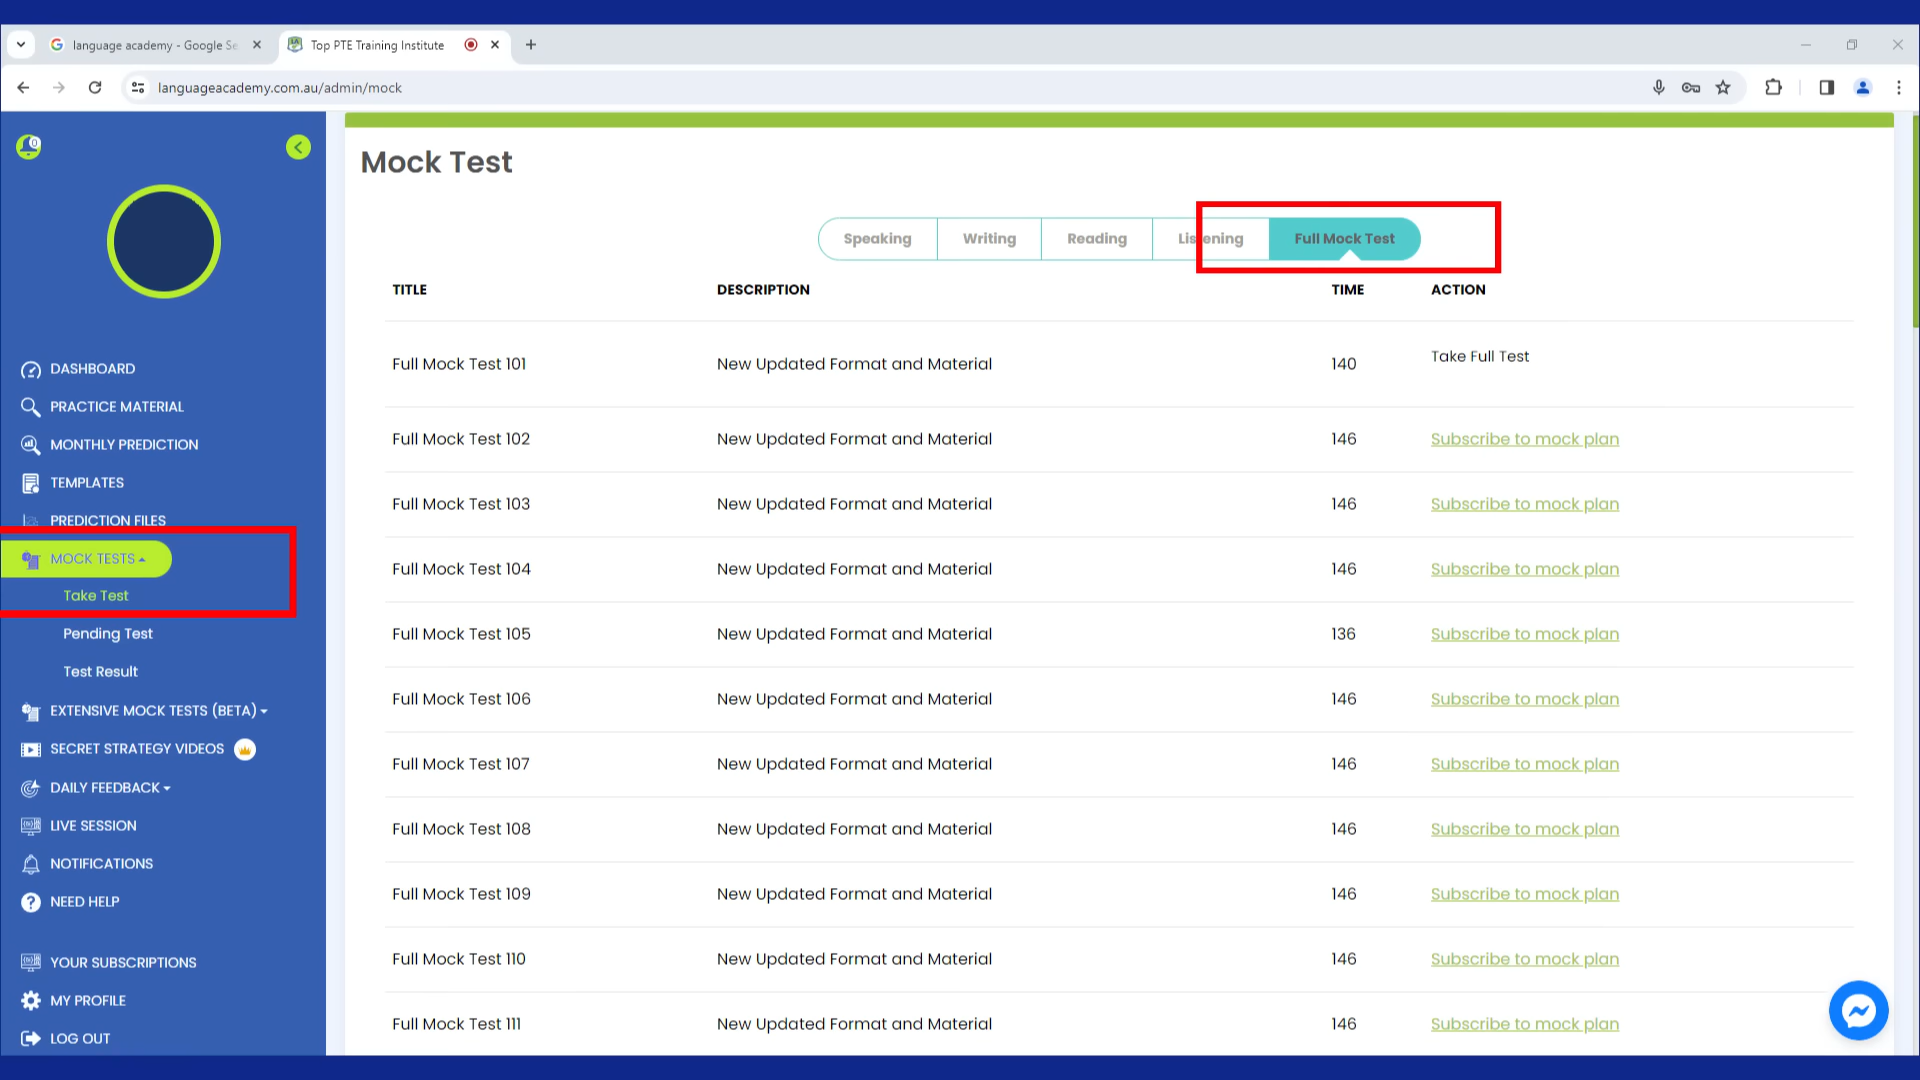 language academy - Google Se
Top PTE Training Institute
languageacademy.com.au/admin/mock
0
Mock Test
Speaking Writing Reading Listening Full Mock Test
TITLE DESCRIPTION TIME ACTION
Full Mock Test 101 New Updated Format and Material 140 Take Full Test
Full Mock Test 102 New Updated Format and Material 146 Subscribe to mock plan
Full Mock Test 103 New Updated Format and Material 146 Subscribe to mock plan
Full Mock Test 104 New Updated Format and Material 146 Subscribe to mock plan
Full Mock Test 105 New Updated Format and Material 136 Subscribe to mock plan
Full Mock Test 106 New Updated Format and Material 146 Subscribe to mock plan
Full Mock Test 107 New Updated Format and Material 146 Subscribe to mock plan
Full Mock Test 108 New Updated Format and Material 146 Subscribe to mock plan
Full Mock Test 109 New Updated Format and Material 146 Subscribe to mock plan
Full Mock Test 110 New Updated Format and Material 146 Subscribe to mock plan
Full Mock Test 111 New Updated Format and Material 146 Subscribe to mock plan
DASHBOARD
PRACTICE MATERIAL
MONTHLY PREDICTION
TEMPLATES
PREDICTION FILES
MOCK TESTS
Take Test
Pending Test
Test Result
EXTENSIVE MOCK TESTS (BETA)
SECRET STRATEGY VIDEOS
DAILY FEEDBACK
LIVE SESSION
NOTIFICATIONS
NEED HELP
YOUR SUBSCRIPTIONS
MY PROFILE
LOG OUT